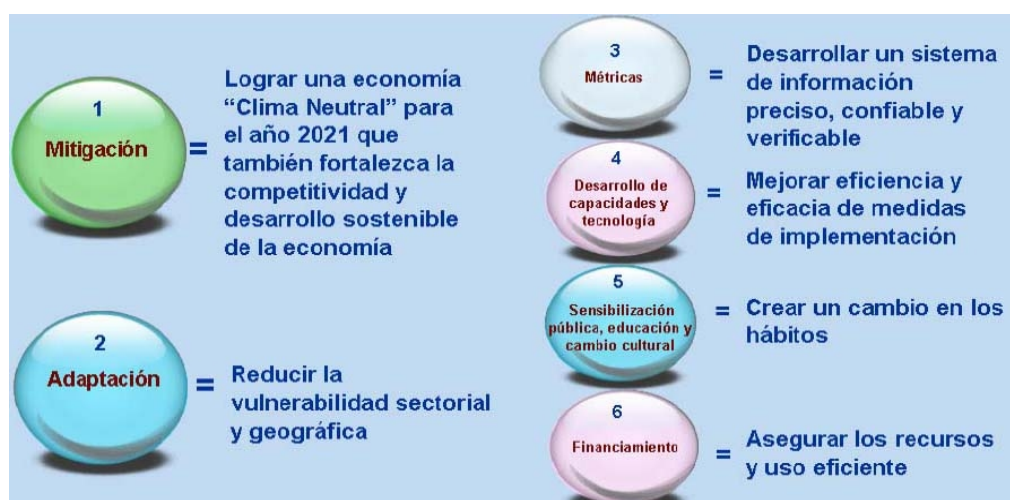 1
Mitigación
=
Lograr una economía
“Clima Neutral” para
el año 2021 que
también fortalezca la
competitividad y
desarrollo sostenible
de la economía
2
Adaptación
=
Reducir la
vulnerabilidad sectorial
y geográfica
3
Métricas
=
Desarrollar un sistema
de información
preciso, confiable y
verificable
4
Desarrollo de
capacidades y
tecnología
=
Mejorar eficiencia y
eficacia de medidas
de implementación
5
Sensibilización
pública, educación y
cambio cultural
=
Crear un cambio en los
hábitos
6
Financiamiento
=
Asegurar los recursos
y uso eficiente